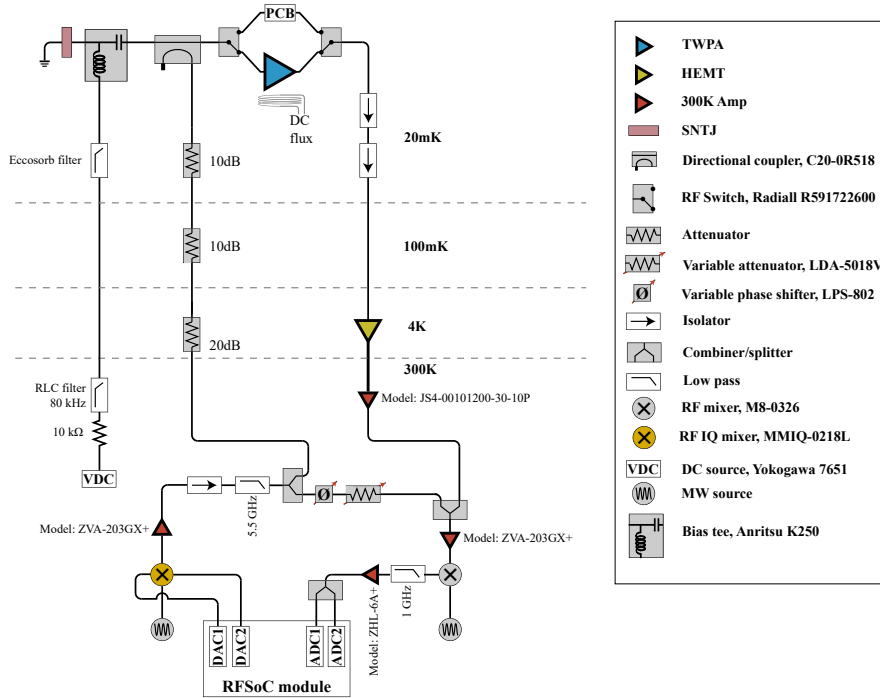 PCB
DC
flux
20mK
Eccosorb filter
10dB
100mK
10dB
4K
20dB
300K
RLC filter
80 kHz
Model: JS4-00101200-30-10P
10 kΩ
VDC
5.5 GHz
Ø
Model: ZVA-203GX+
Model: ZVA-203GX+
1 GHz
Model: ZHL-6A+
DAC1
DAC2
ADC1
ADC2
RFSoC module
TWPA
HEMT
300K Amp
SNTJ
Directional coupler, C20-0R518
RF Switch, Radiall R591722600
Attenuator
Variable attenuator, LDA-5018V
Ø
Variable phase shifter, LPS-802
Isolator
Combiner/splitter
Low pass
RF mixer, M8-0326
RF IQ mixer, MMIQ-0218L
VDC
DC source, Yokogawa 7651
MW source
Bias tee, Anritsu K250